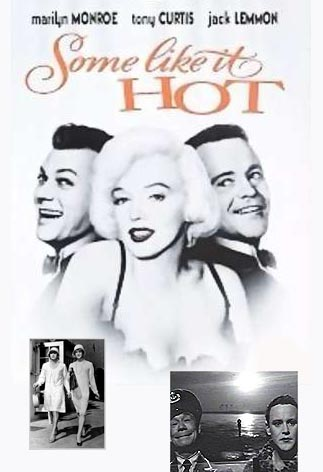 marilyn MONROE tony CURTIS jack LEMMON
Some like it
HOT